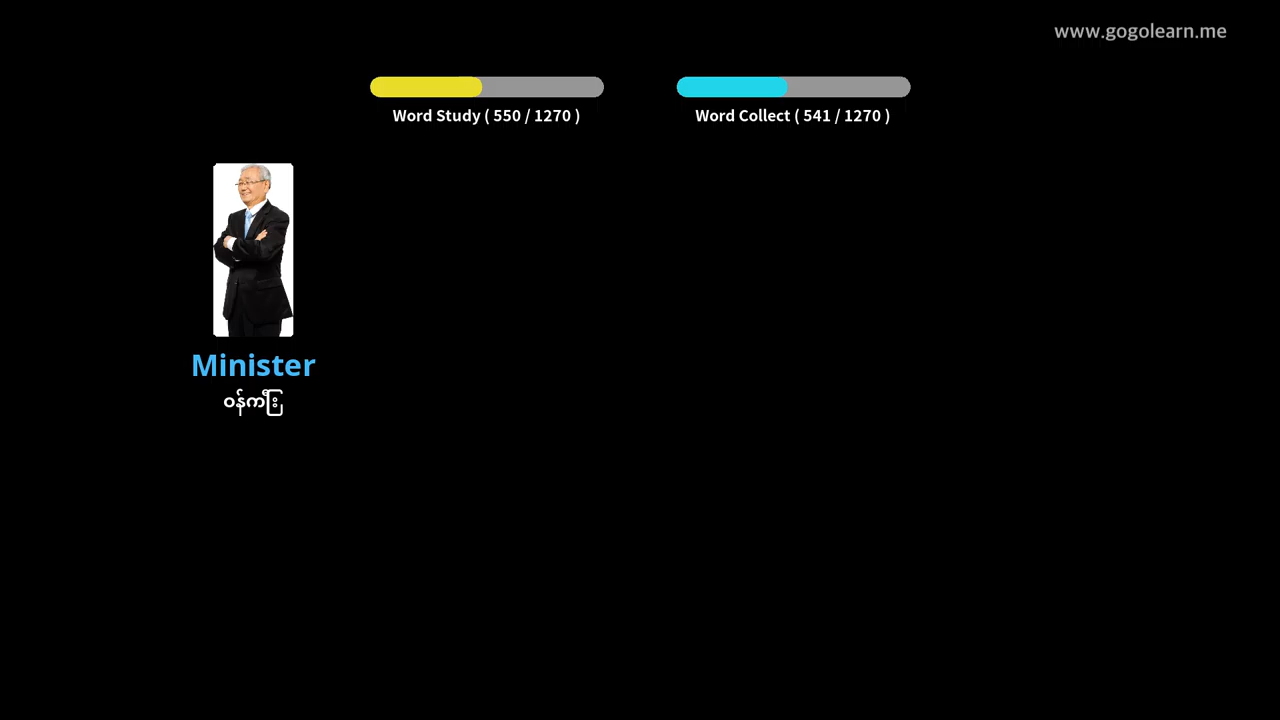 www.gogolearn.me
Word Study ( 550 / 1270 )
Word Collect ( 541 / 1270 )
Minister
ဝန်ကြီး